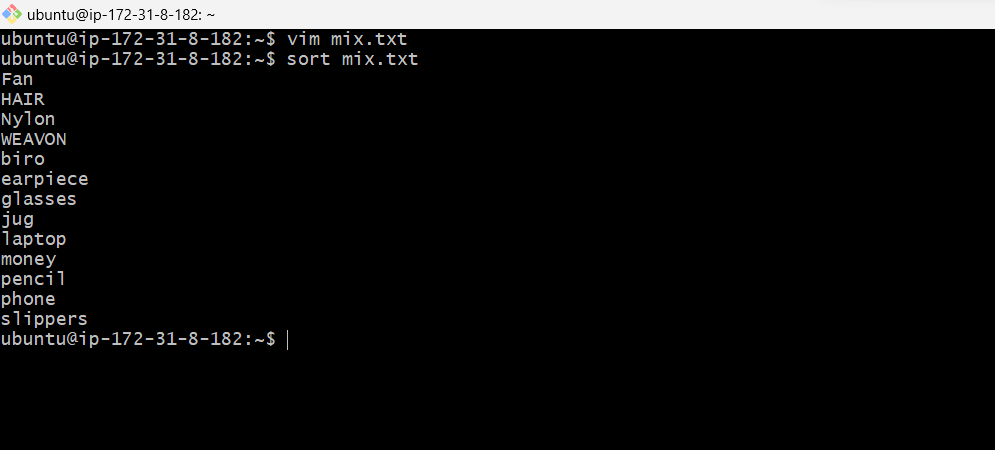 ubuntu@ip-172-31-8-182: ~
ubuntu@ip-172-31-8-182:~$ vim mix.txt
ubuntu@ip-172-31-8-182:~$ sort mix.txt
Fan
HAIR
Nylon
WEAVON
biro
earpiece
glasses
jug
laptop
money
pencil
phone
slippers
ubuntu@ip-172-31-8-182:~$